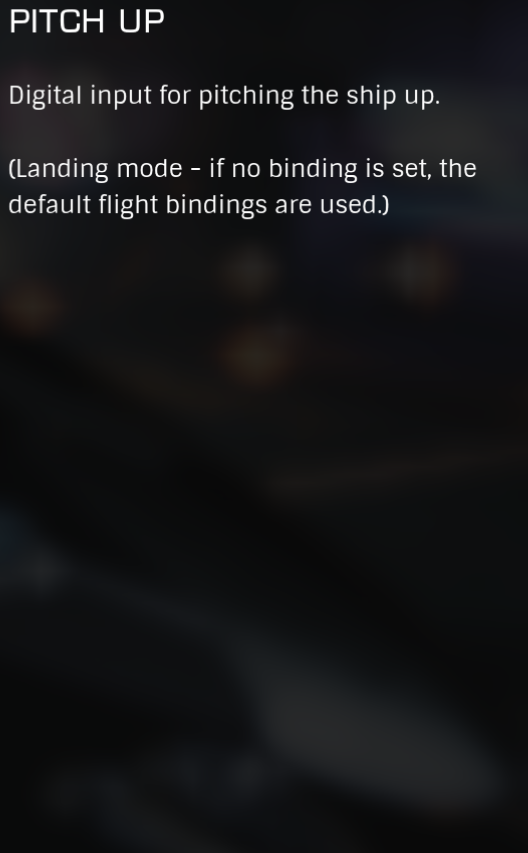 PITCH UP
Digital input for pitching the ship up.
(Landing mode - if no binding is set, the
default flight bindings are used.)